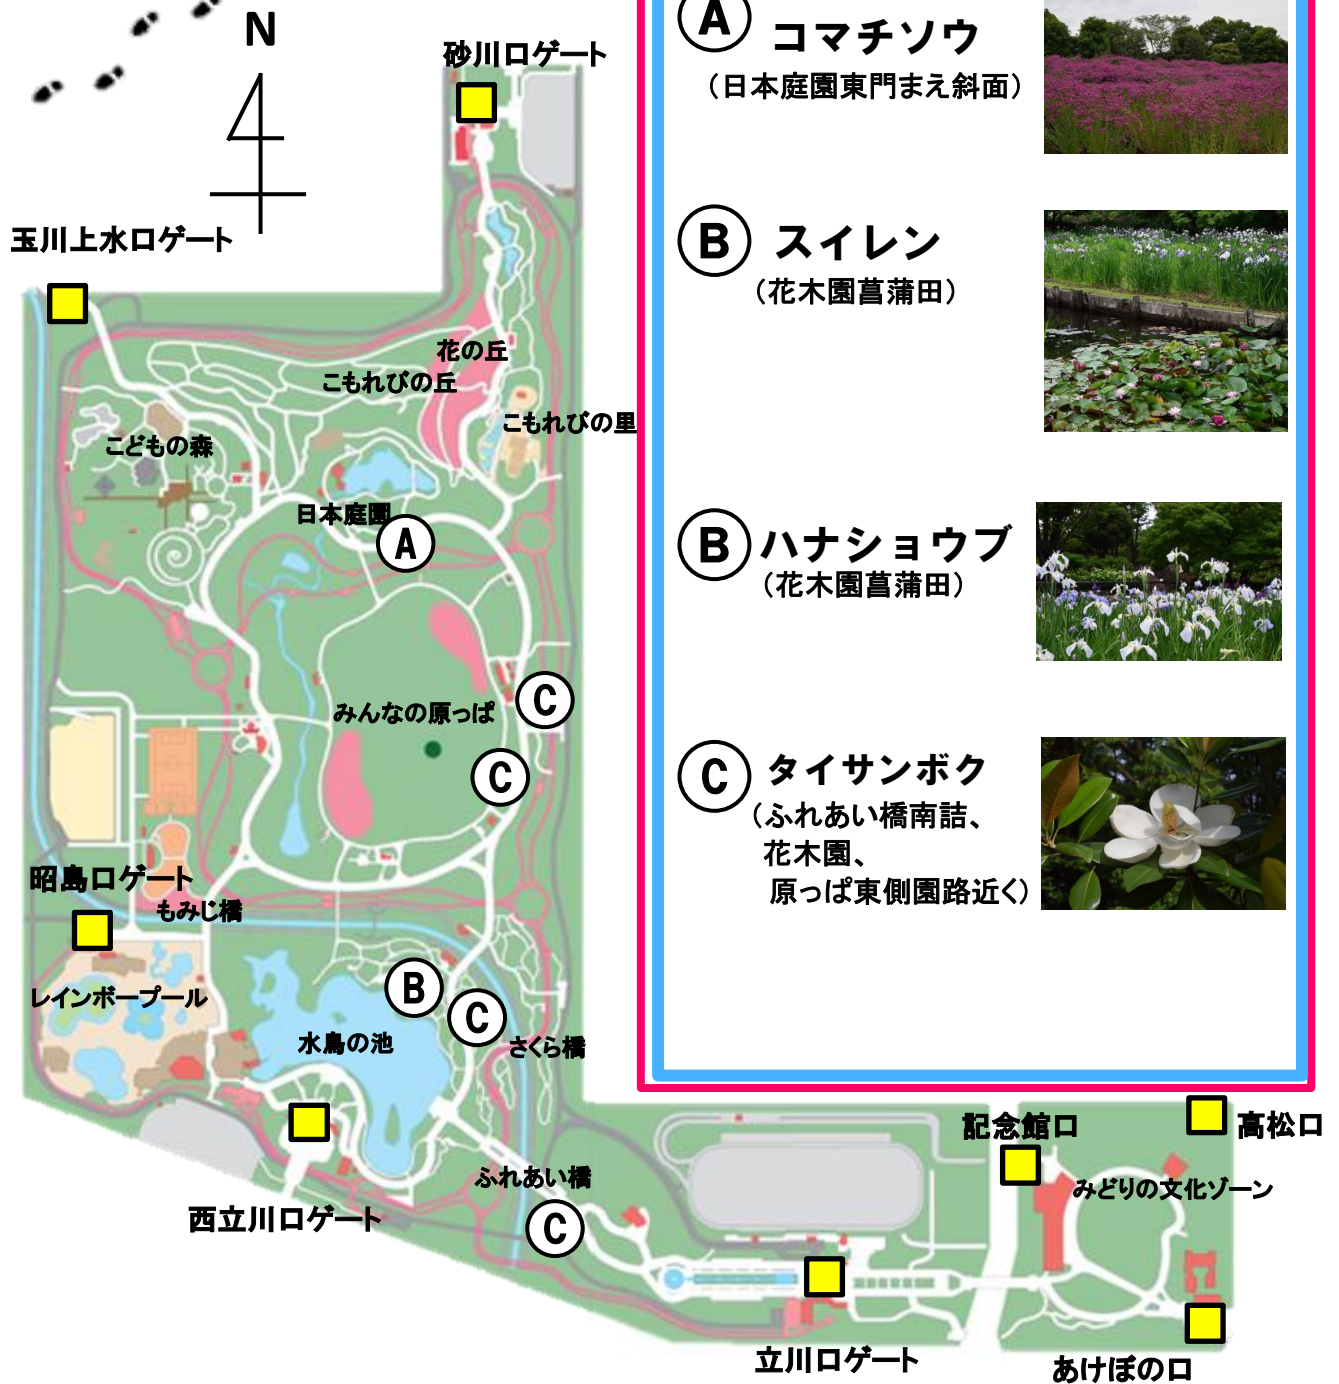 N
砂川口ゲート
玉川上水口ゲート
花の丘
こもれびの丘
こもれびの里
こどもの森
日本庭園
A
C
みんなの原っぱ
C
昭島口ゲート
もみじ橋
レインボープール
B
C
水鳥の池
さくら橋
ふれあい橋
西立川口ゲート
C
記念館口
高松口
みどりの文化ゾーン
立川口ゲート
あけぼの口
A コマチソウ
（日本庭園東門まえ斜面）
B スイレン
（花木園菖蒲田）
B ハナショウブ
（花木園菖蒲田）
C タイサンボク
（ふれあい橋南詰、
花木園、
原っぱ東側園路近く）